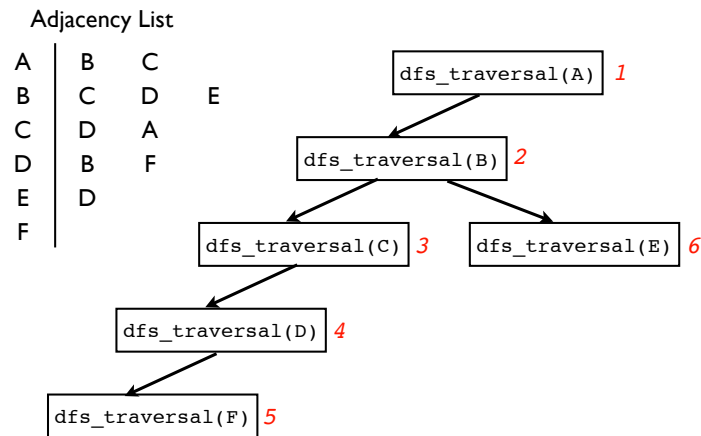 Adjacency List
A B C
B C D E
C D A
D B F
E D
F
dfs_traversal(A) 1
dfs_traversal(B) 2
dfs_traversal(C) 3
dfs_traversal(E) 6
dfs_traversal(D) 4
dfs_traversal(F) 5